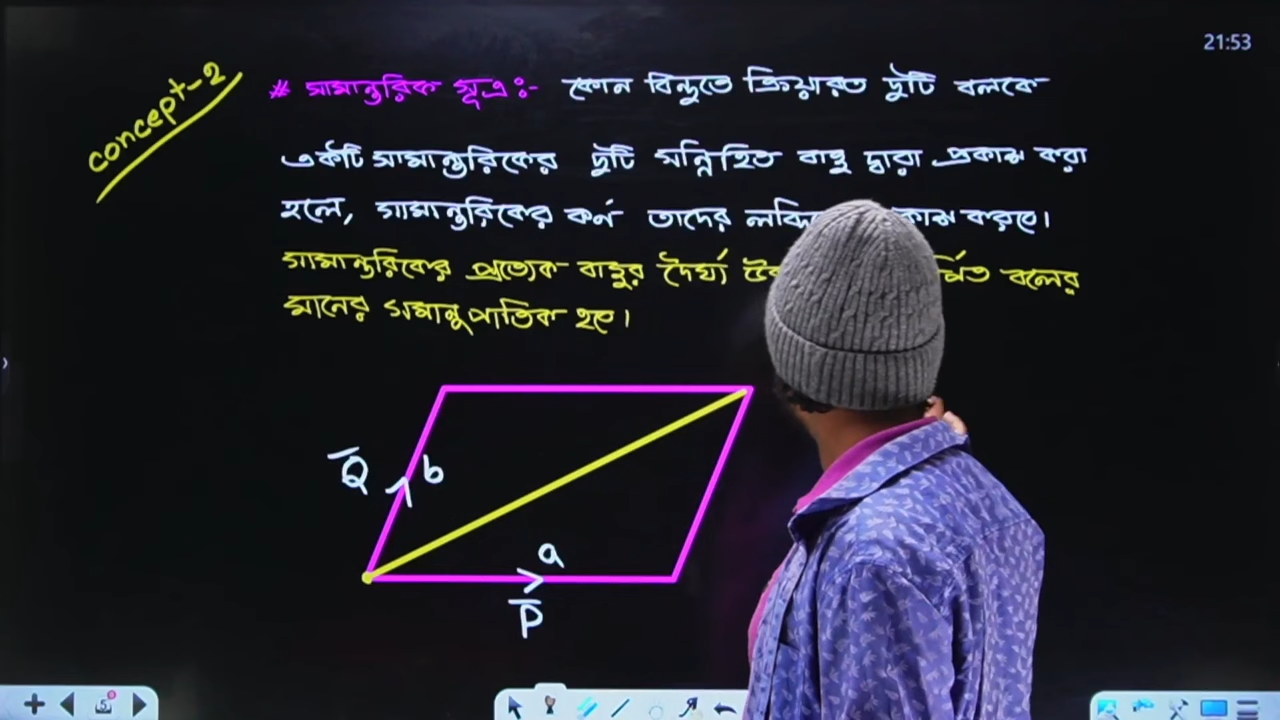 21:53
concept-2
# সামান্তরিক সূত্রঃ- কোন বিন্দুতে ক্রিয়ারত দুটি বলকে
একটি সামান্তরিকের দুটি সন্নিহিত বাহু দ্বারা প্রকাশ করা
হলে, সামান্তরিকের কর্ন তাদের করবে।
সামান্তরিকের প্রত্যেক বাহুর দৈর্ঘ্য বলের
মানের সমানুপাতিক হবে।
Q̅ b
a
P̅